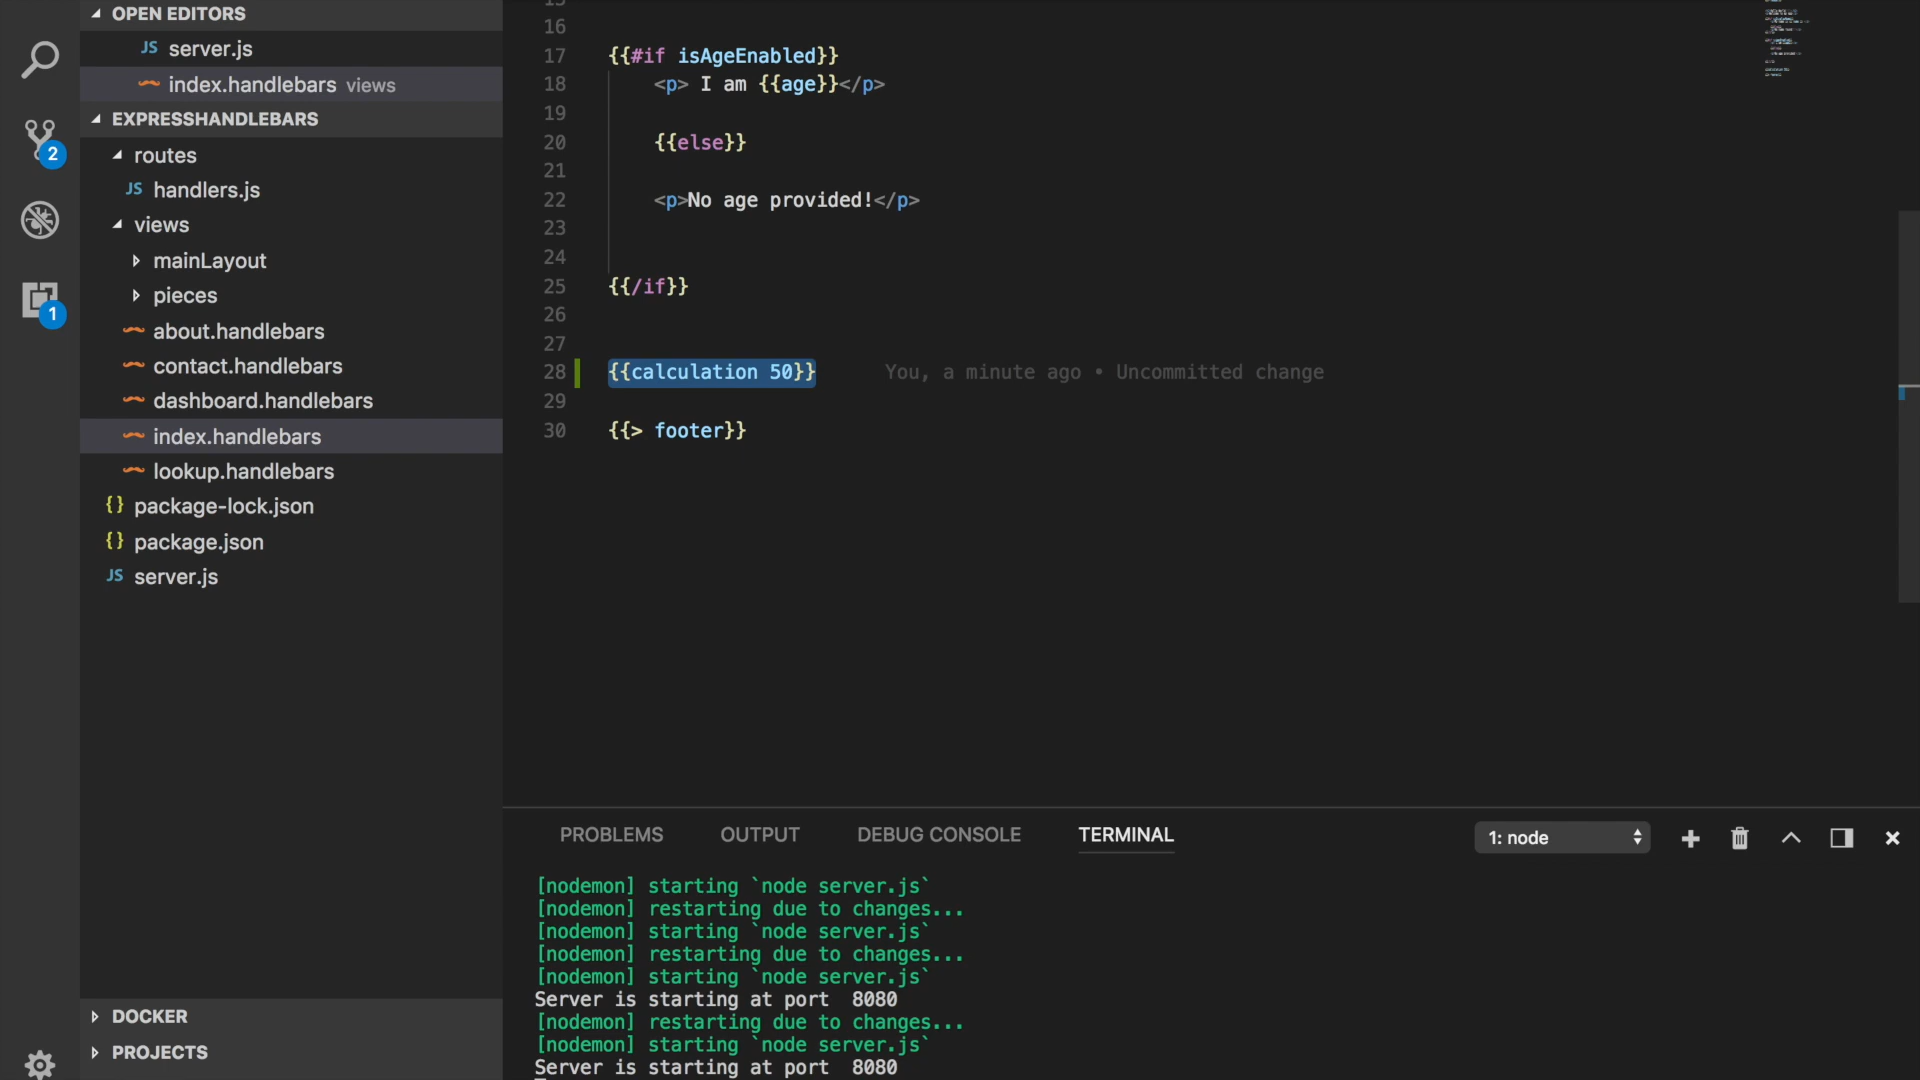 OPEN EDITORS
JS server.js
index.handlebars views
EXPRESSHANDLEBARS
routes
JS handlers.js
views
mainLayout
pieces
about.handlebars
contact.handlebars
dashboard.handlebars
index.handlebars
lookup.handlebars
{} package-lock.json
{} package.json
JS server.js
DOCKER
PROJECTS
2
1
16
17 {{#if isAgeEnabled}}
18 <p> I am {{age}}</p>
19
20 {{else}}
21
22 <p>No age provided!</p>
23
24
25 {{/if}}
26
27
28 {{calculation 50}} You, a minute ago • Uncommitted change
29
30 {{> footer}}
PROBLEMS OUTPUT DEBUG CONSOLE TERMINAL 1: node
[nodemon] starting `node server.js`
[nodemon] restarting due to changes...
[nodemon] starting `node server.js`
[nodemon] restarting due to changes...
[nodemon] starting `node server.js`
Server is starting at port  8080
[nodemon] restarting due to changes...
[nodemon] starting `node server.js`
Server is starting at port  8080